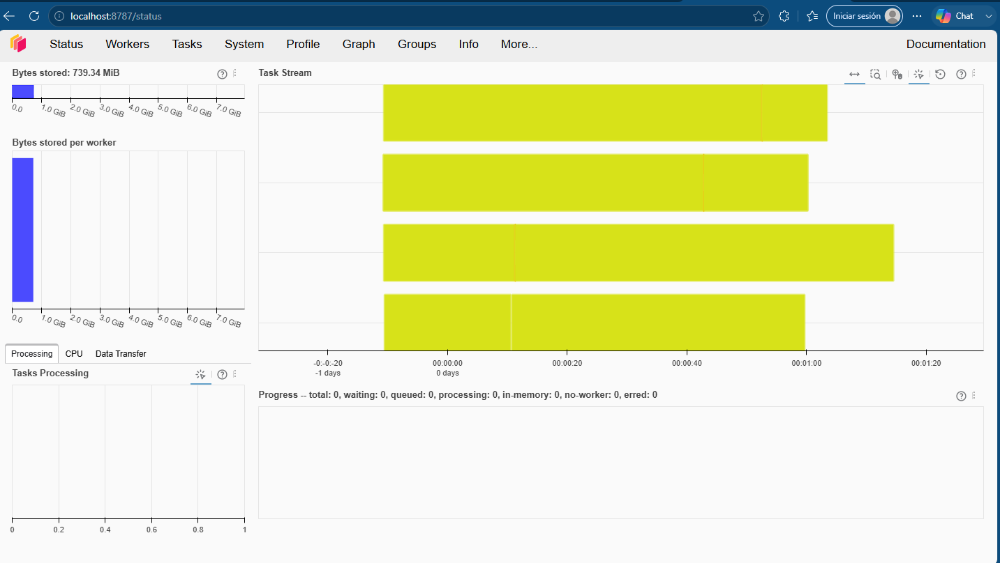 localhost:8787/status
Iniciar sesión
Chat
Status Workers Tasks System Profile Graph Groups Info More... Documentation
Bytes stored: 739.34 MiB
0.0 1.0 GiB 2.0 GiB 3.0 GiB 4.0 GiB 5.0 GiB 6.0 GiB 7.0 GiB
Bytes stored per worker
0.0 1.0 GiB 2.0 GiB 3.0 GiB 4.0 GiB 5.0 GiB 6.0 GiB 7.0 GiB
Processing CPU Data Transfer
Tasks Processing
0 0.2 0.4 0.6 0.8 1
Task Stream
-0:-0:-20 00:00:00 00:00:20 00:00:40 00:01:00 00:01:20
-1 days 0 days
Progress -- total: 0, waiting: 0, queued: 0, processing: 0, in-memory: 0, no-worker: 0, erred: 0